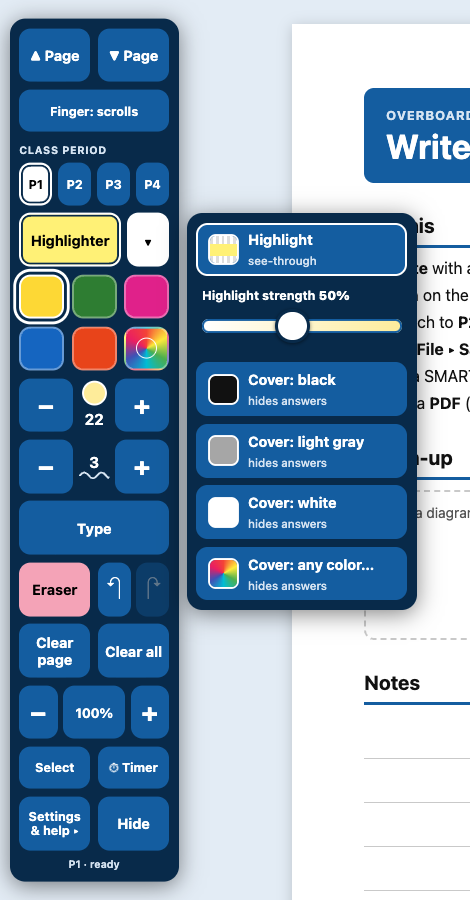 ▲ Page
▼ Page
Finger: scrolls
CLASS PERIOD
P1
P2
P3
P4
Highlighter
▼
−
22
+
−
3
+
Type
Eraser
Clear page
Clear all
−
100%
+
Select
⏱ Timer
Settings & help ▸
Hide
P1 · ready
Highlight
see-through
Highlight strength 50%
Cover: black
hides answers
Cover: light gray
hides answers
Cover: white
hides answers
Cover: any color...
hides answers
OVERBOARD
Write
is
te with a
on the
ch to P
File ▸ S
a SMAR
a PDF (
-up
a diagra
Notes